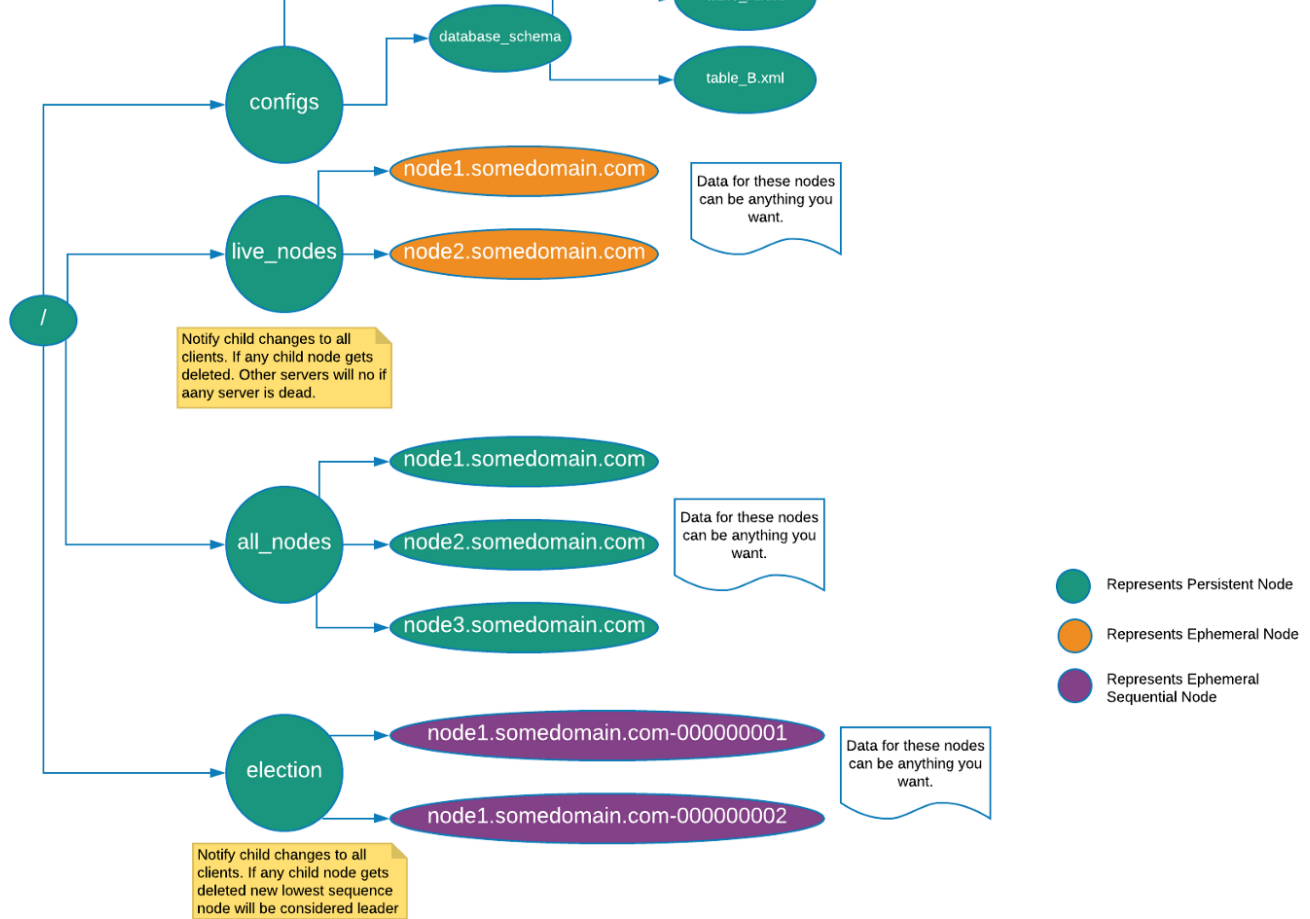 database_schema
table_B.xml
configs
node1.somedomain.com
node2.somedomain.com
Data for these nodes
can be anything you
want.
live_nodes
/
Notify child changes to all
clients. If any child node gets
deleted. Other servers will no if
aany server is dead.
node1.somedomain.com
node2.somedomain.com
node3.somedomain.com
all_nodes
Data for these nodes
can be anything you
want.
Represents Persistent Node
Represents Ephemeral Node
Represents Ephemeral
Sequential Node
election
node1.somedomain.com-000000001
node1.somedomain.com-000000002
Data for these nodes
can be anything you
want.
Notify child changes to all
clients. If any child node gets
deleted new lowest sequence
node will be considered leader